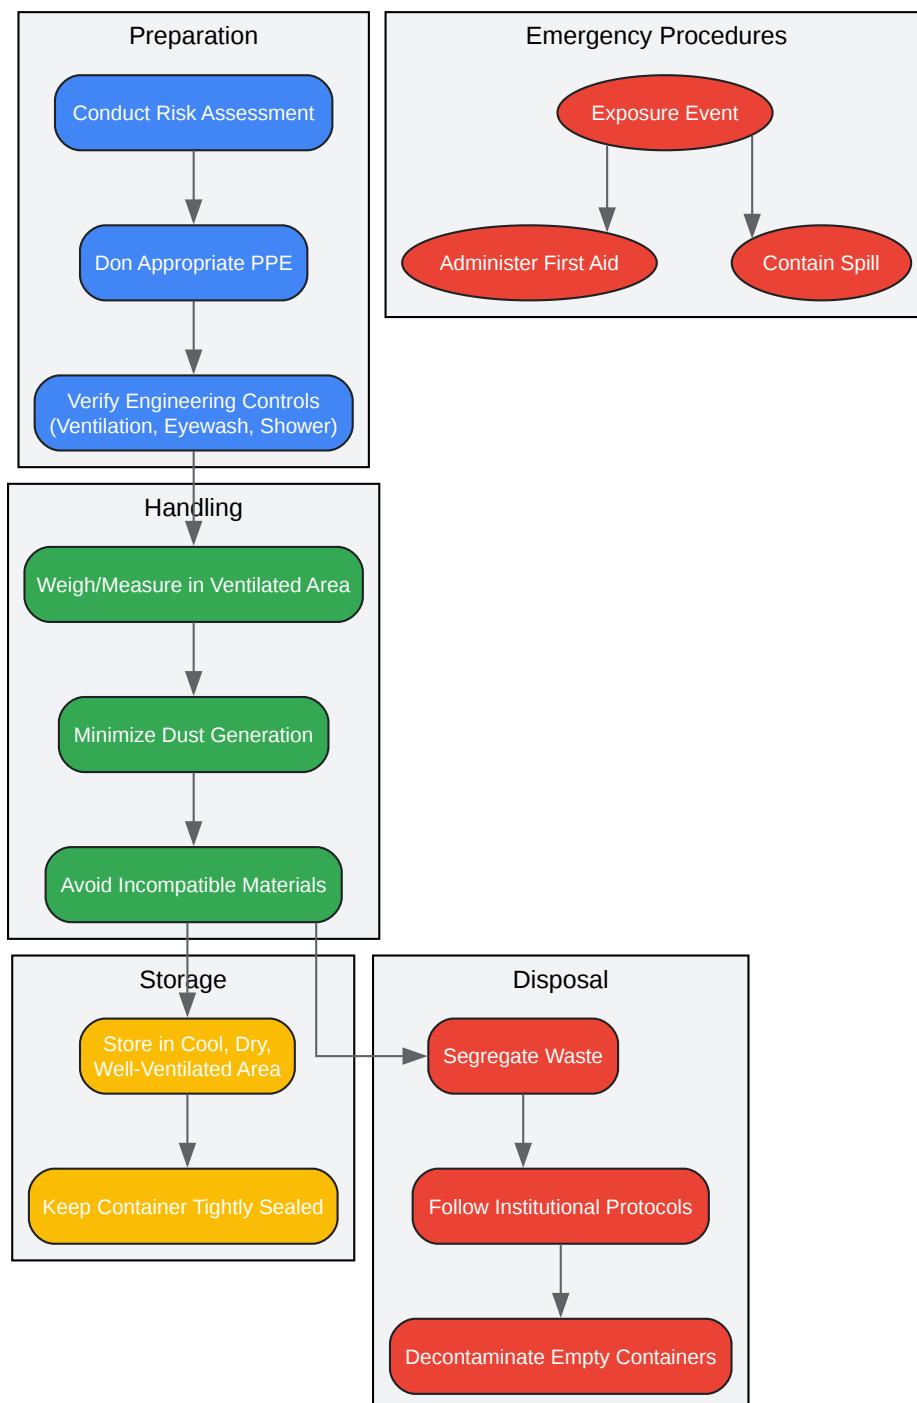 Preparation
Conduct Risk Assessment
Don Appropriate PPE
Verify Engineering Controls
(Ventilation, Eyewash, Shower)
Emergency Procedures
Exposure Event
Administer First Aid
Contain Spill
Handling
Weigh/Measure in Ventilated Area
Minimize Dust Generation
Avoid Incompatible Materials
Storage
Store in Cool, Dry,
Well-Ventilated Area
Keep Container Tightly Sealed
Disposal
Segregate Waste
Follow Institutional Protocols
Decontaminate Empty Containers